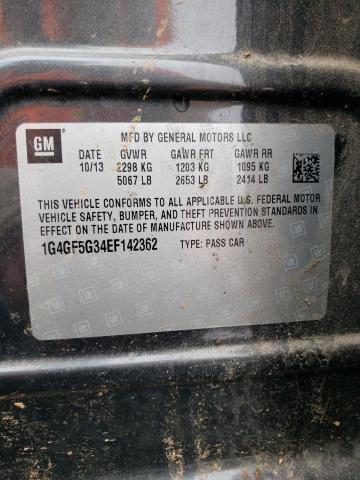 GM
MFD BY GENERAL MOTORS LLC
DATE GVWR GAWR FRT GAWR RR
10/13 2298 KG 1203 KG 1095 KG
5067 LB 2653 LB 2414 LB
THIS VEHICLE CONFORMS TO ALL APPLICABLE U.S. FEDERAL MOTOR
VEHICLE SAFETY, BUMPER, AND THEFT PREVENTION STANDARDS IN
EFFECT ON THE DATE OF MANUFACTURE SHOWN ABOVE.
1G4GF5G34EF142362 TYPE: PASS CAR